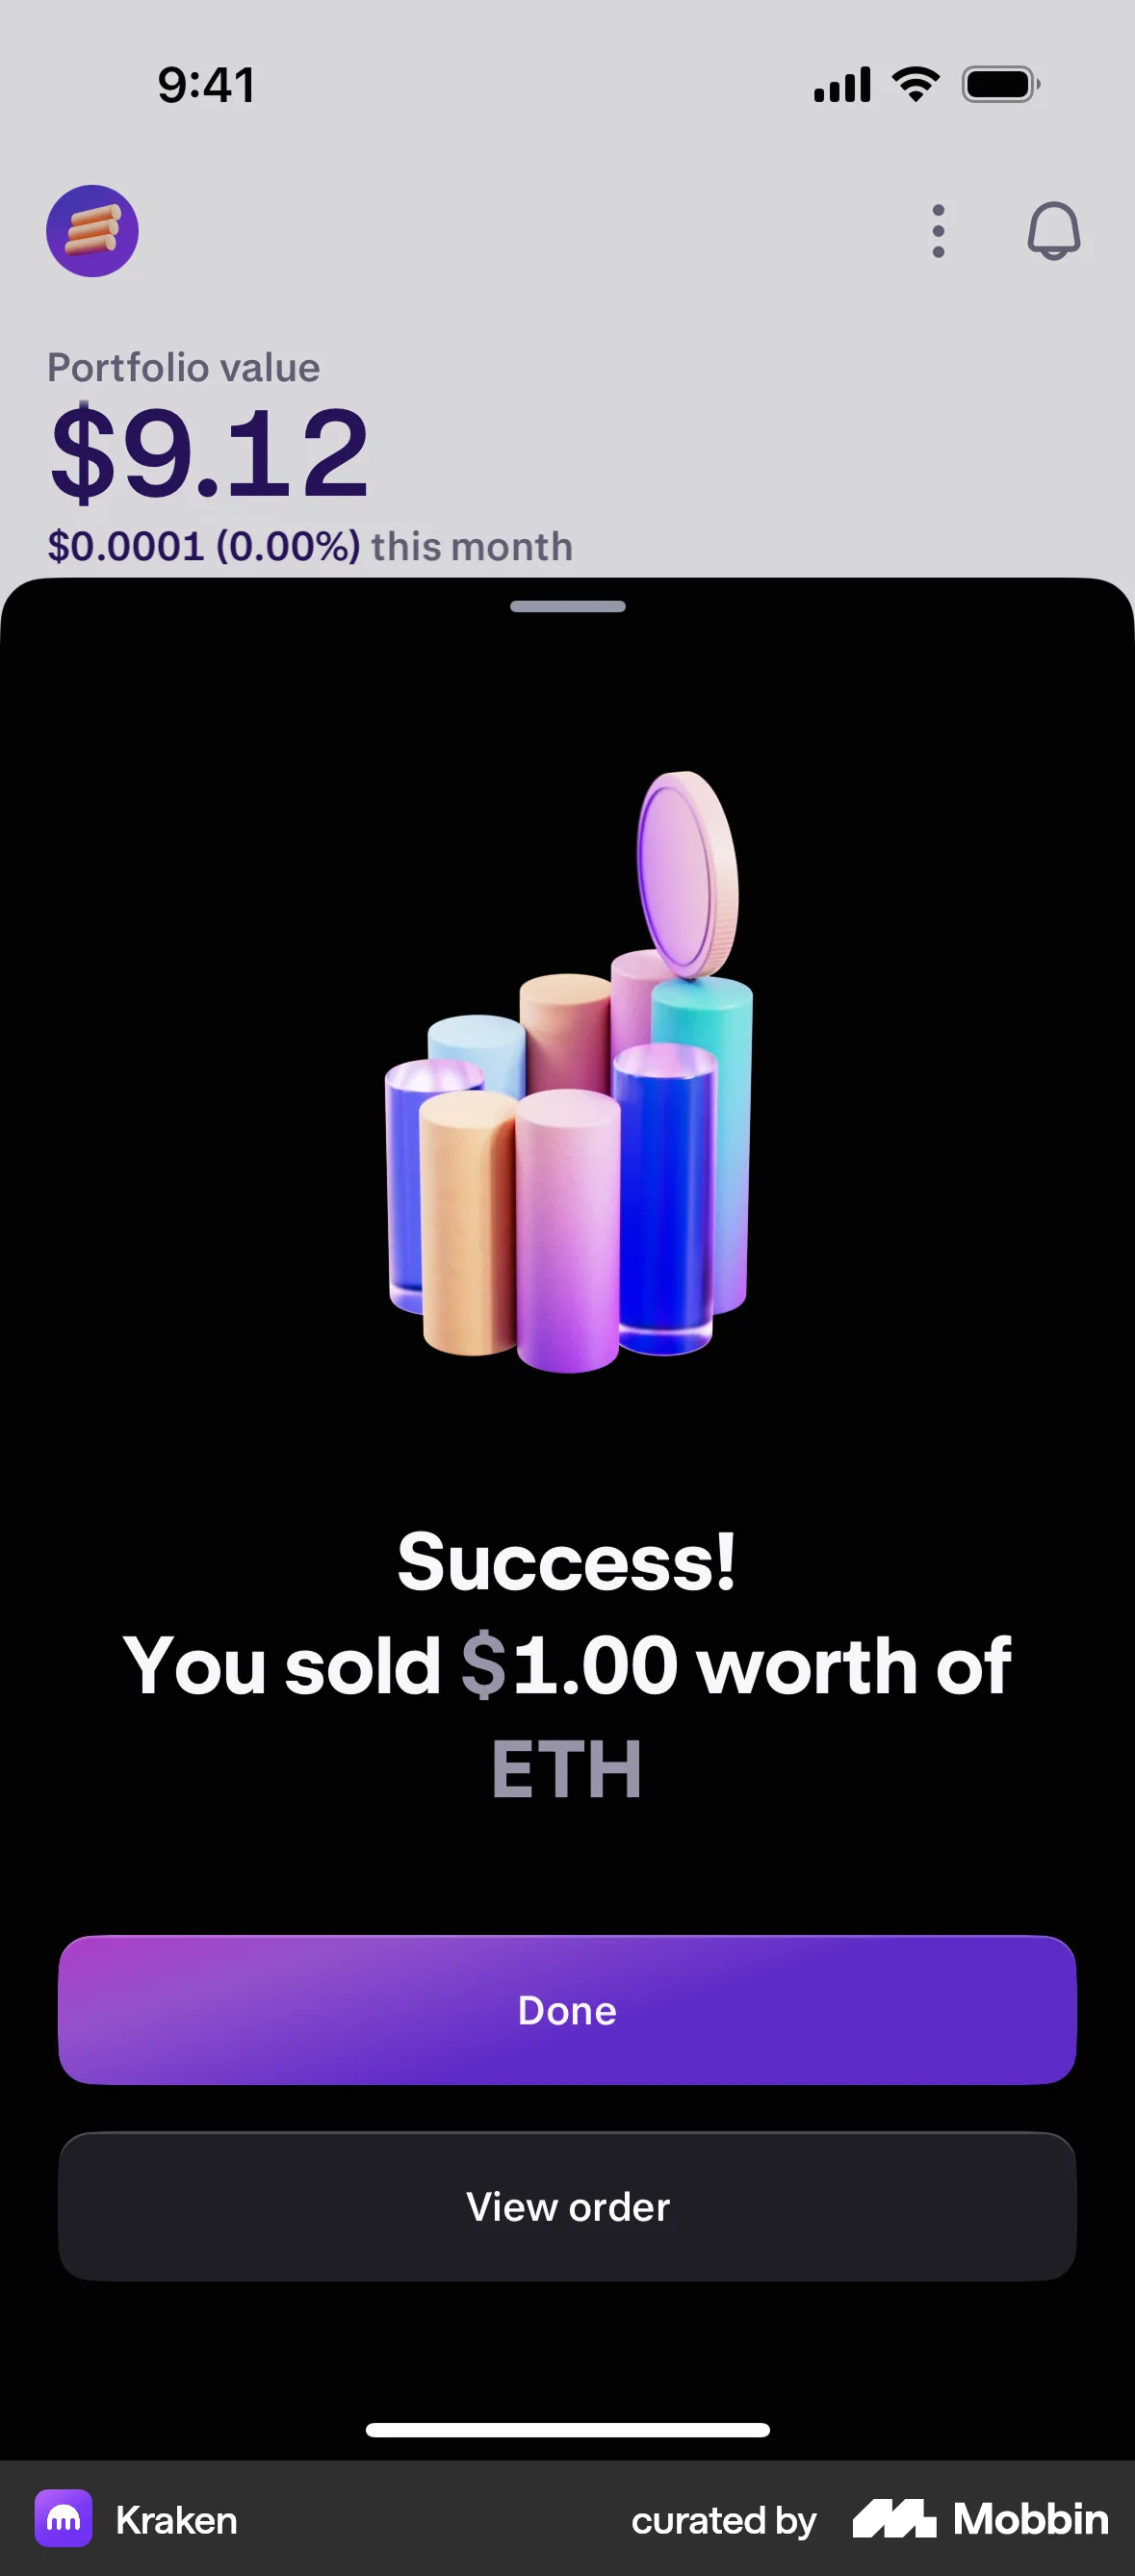 9:41
Portfolio value
$9.12
$0.0001 (0.00%) this month
Success!
You sold $1.00 worth of
ETH
Done
View order
Kraken
curated by Mobbin